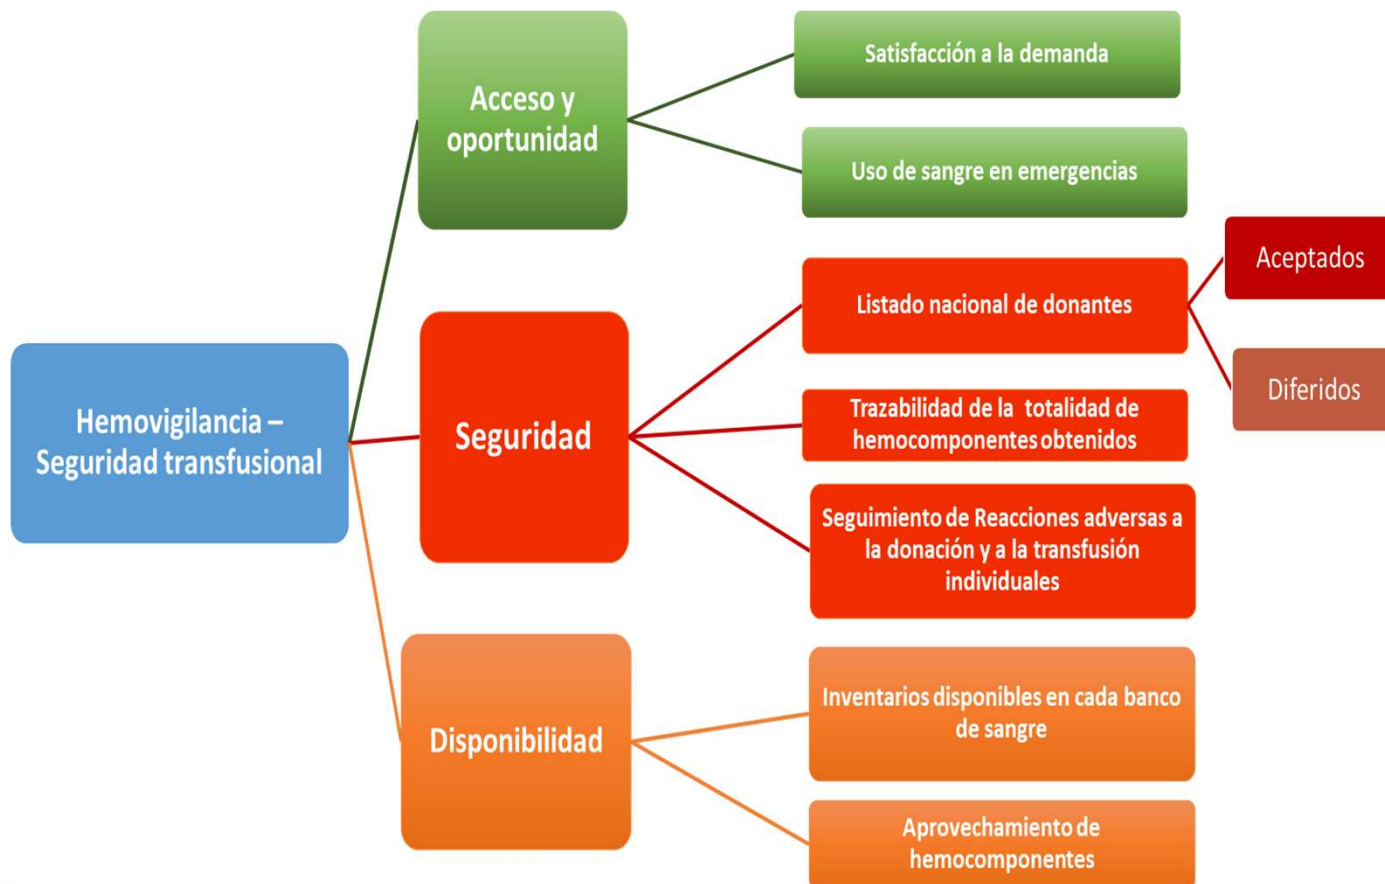 Acceso y
oportunidad
Satisfacción a la demanda
Uso de sangre en emergencias
Hemovigilancia –
Seguridad transfusional
Seguridad
Listado nacional de donantes
Aceptados
Diferidos
Trazabilidad de la  totalidad de
hemocomponentes obtenidos
Seguimiento de Reacciones adversas a
la donación y a la transfusión
individuales
Disponibilidad
Inventarios disponibles en cada banco
de sangre
Aprovechamiento de
hemocomponentes